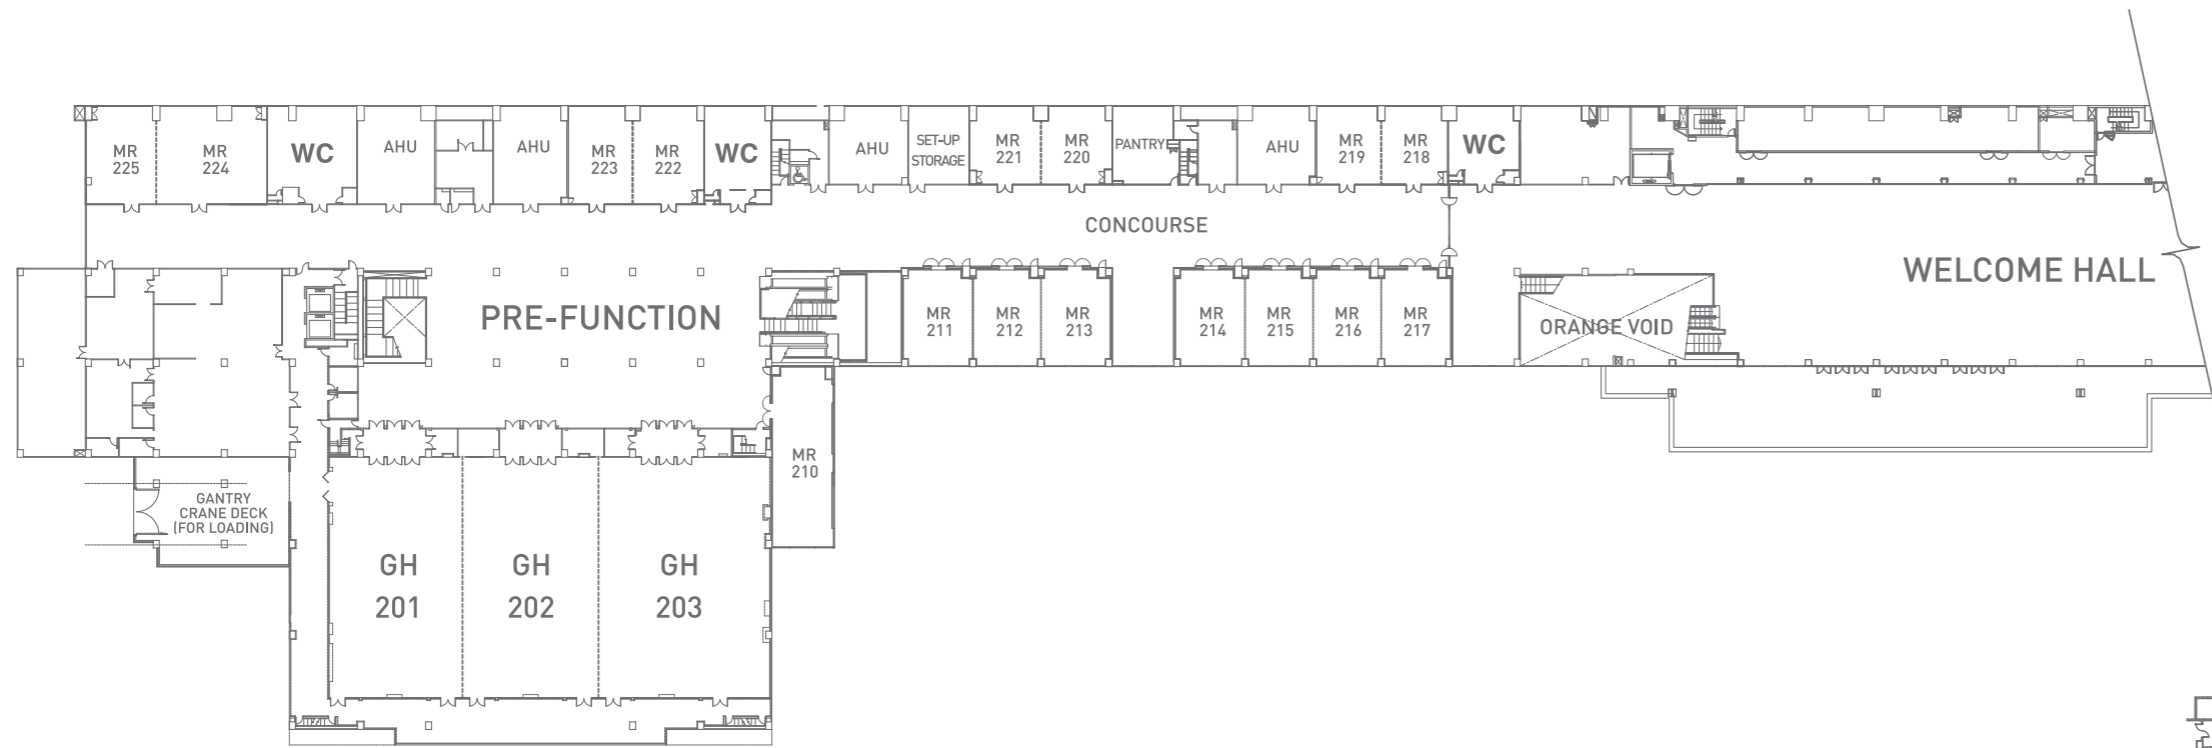 MR
225
MR
224
WC
AHU
AHU
MR
223
MR
222
WC
AHU
SET-UP
STORAGE
MR
221
MR
220
PANTRY
AHU
MR
219
MR
218
WC
CONCOURSE
WELCOME HALL
PRE-FUNCTION
MR
211
MR
212
MR
213
MR
214
MR
215
MR
216
MR
217
ORANGE VOID
MR
210
GANTRY
CRANE DECK
(FOR LOADING)
GH
201
GH
202
GH
203